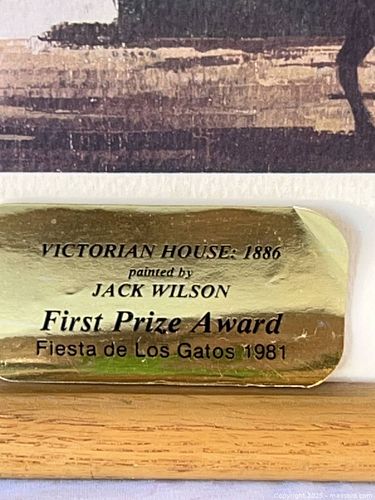 VICTORIAN HOUSE: 1886
painted by
JACK WILSON
First Prize Award
Fiesta de Los Gatos 1981